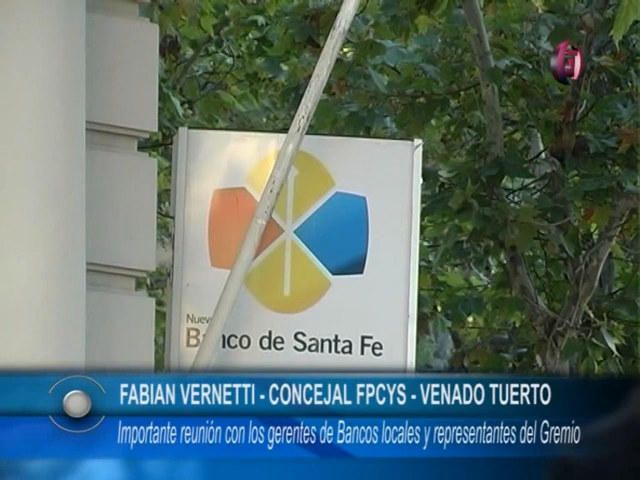 Nuevo
Banco de Santa Fe
FABIAN VERNETTI - CONCEJAL FPCYS - VENADO TUERTO
Importante reunión con los gerentes de Bancos locales y representantes del Gremio